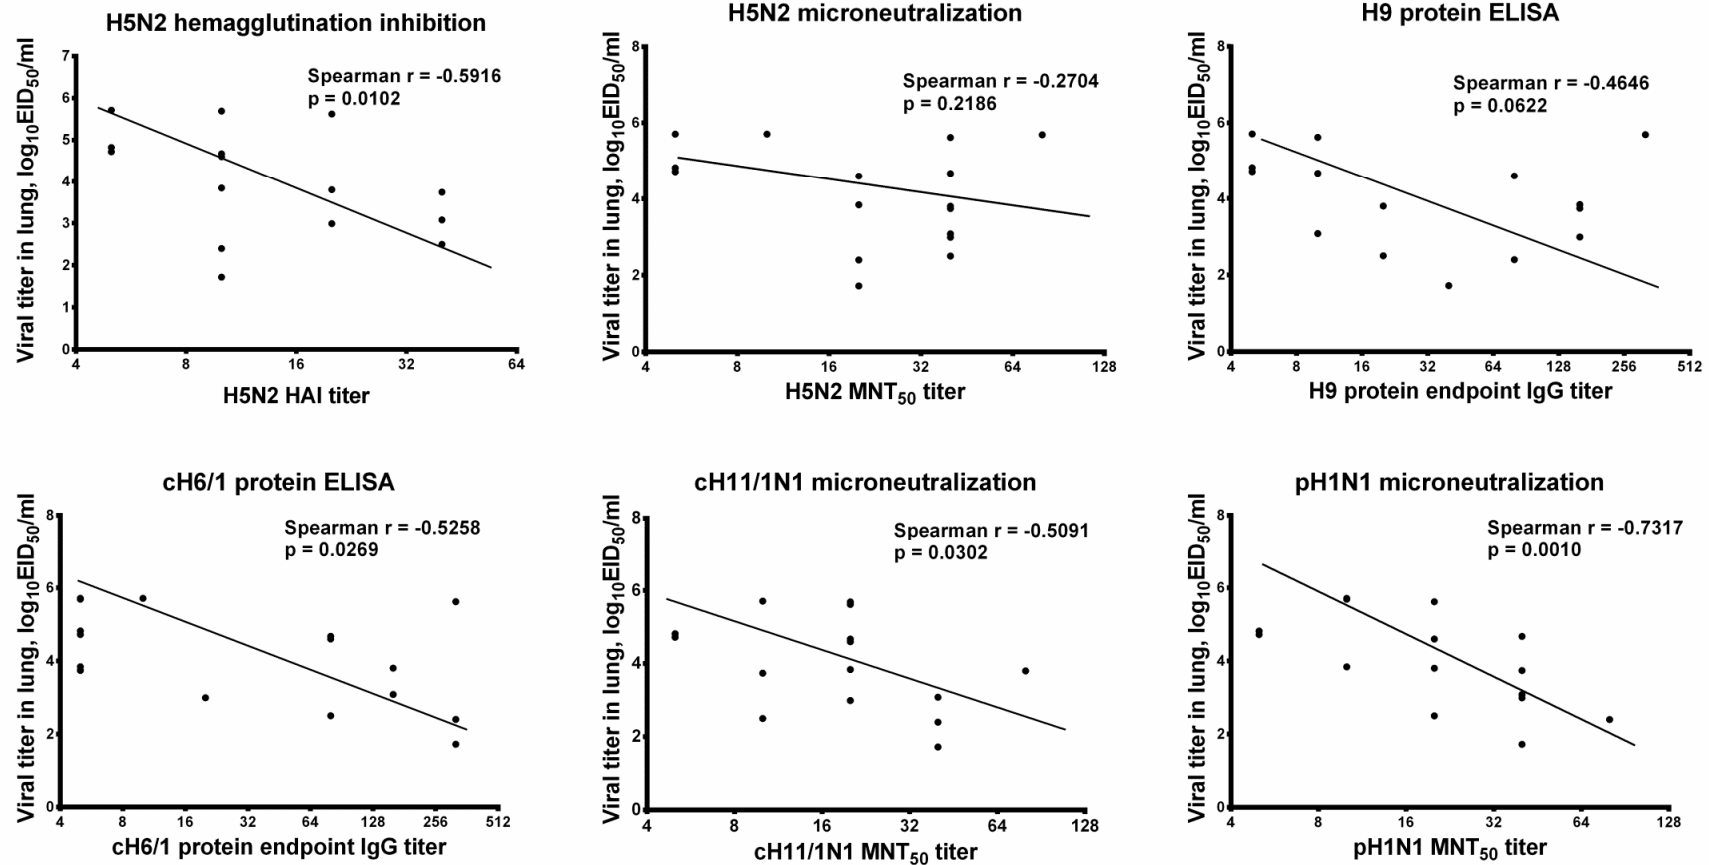 H5N2 hemagglutination inhibition
Spearman r = -0.5916
p = 0.0102
Viral titer in lung, log10EID50/ml
7
6
5
4
3
2
1
0
4 8 16 32 64
H5N2 HAI titer
H5N2 microneutralization
Spearman r = -0.2704
p = 0.2186
Viral titer in lung, log10EID50/ml
8
6
4
2
0
4 8 16 32 64 128
H5N2 MNT50 titer
H9 protein ELISA
Spearman r = -0.4646
p = 0.0622
Viral titer in lung, log10EID50/ml
8
6
4
2
0
4 8 16 32 64 128 256 512
H9 protein endpoint IgG titer
cH6/1 protein ELISA
Spearman r = -0.5258
p = 0.0269
Viral titer in lung, log10EID50/ml
8
6
4
2
0
4 8 16 32 64 128 256 512
cH6/1 protein endpoint IgG titer
cH11/1N1 microneutralization
Spearman r = -0.5091
p = 0.0302
Viral titer in lung, log10EID50/ml
8
6
4
2
0
4 8 16 32 64 128
cH11/1N1 MNT50 titer
pH1N1 microneutralization
Spearman r = -0.7317
p = 0.0010
Viral titer in lung, log10EID50/ml
8
6
4
2
0
4 8 16 32 64 128
pH1N1 MNT50 titer